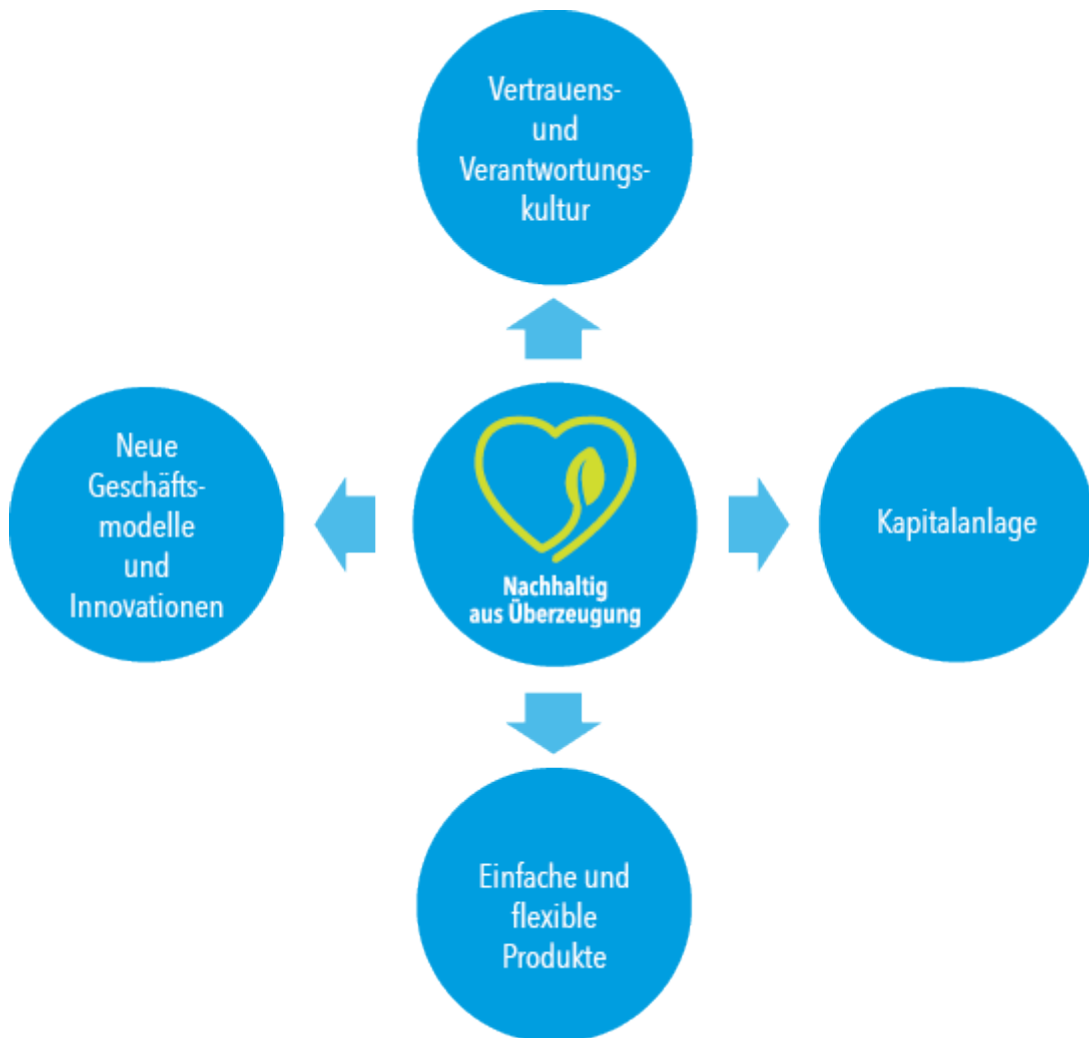 Vertrauens-
und
Verantwortungs-
kultur
Neue
Geschäfts-
modelle
und
Innovationen
Nachhaltig
aus Überzeugung
Kapitalanlage
Einfache und
flexible
Produkte